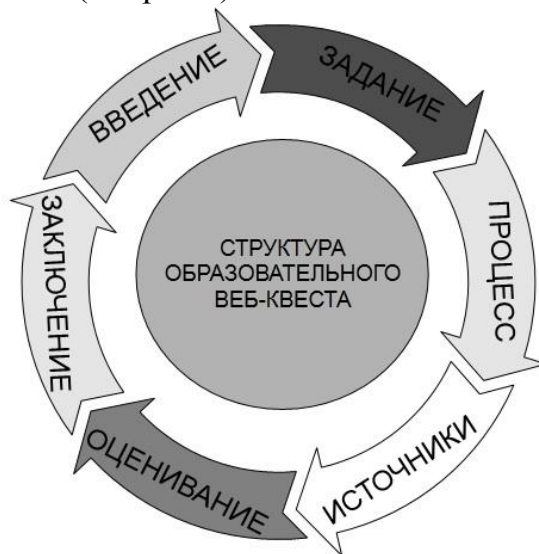 ВВЕДЕНИЕ
ЗАДАНИЕ
ПРОЦЕСС
ИСТОЧНИКИ
ОЦЕНИВАНИЕ
ЗАКЛЮЧЕНИЕ
СТРУКТУРА
ОБРАЗОВАТЕЛЬНОГО
ВЕБ-КВЕСТА